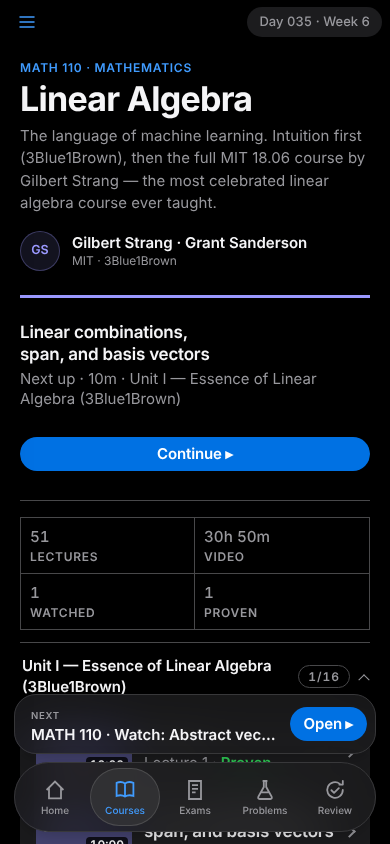 Day 035 · Week 6
MATH 110 · MATHEMATICS
Linear Algebra
The language of machine learning. Intuition first
(3Blue1Brown), then the full MIT 18.06 course by
Gilbert Strang — the most celebrated linear
algebra course ever taught.
GS
Gilbert Strang · Grant Sanderson
MIT · 3Blue1Brown
Linear combinations,
span, and basis vectors
Next up · 10m · Unit I — Essence of Linear
Algebra (3Blue1Brown)
Continue ▸
51
LECTURES
30h 50m
VIDEO
1
WATCHED
1
PROVEN
Unit I — Essence of Linear Algebra
(3Blue1Brown)
1/16
NEXT
MATH 110 · Watch: Abstract vec...
Open ▸
Lecture 1 · Proven
Home
Courses
Exams
Problems
Review
span, and basis vectors